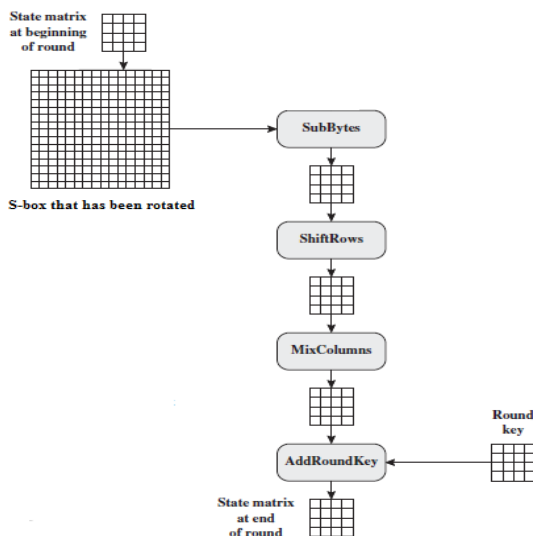 State matrix
at beginning
of round
SubBytes
S-box that has been rotated
ShiftRows
MixColumns
Round
key
AddRoundKey
State matrix
at end
of round